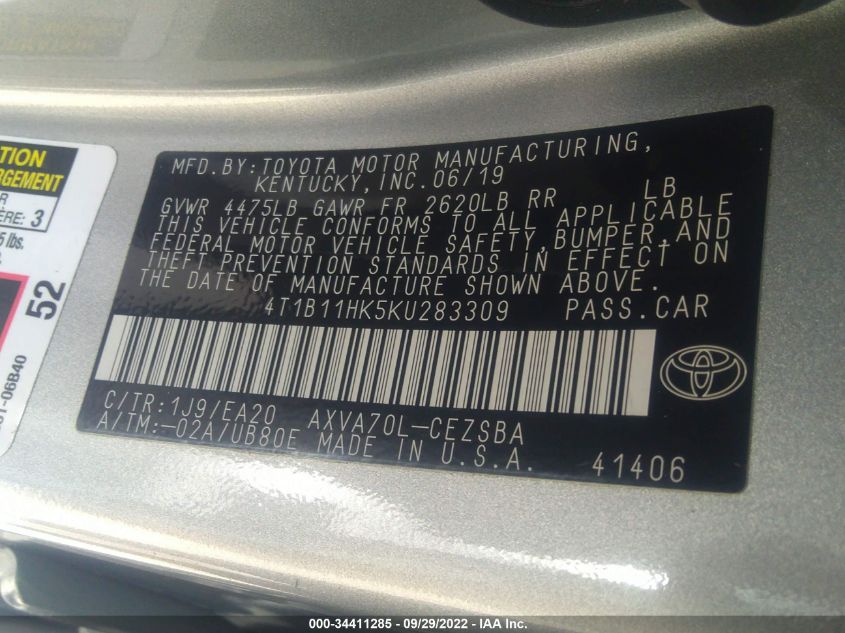 MFD.BY:TOYOTA MOTOR MANUFACTURING,
KENTUCKY,INC.06/19
GVWR 4475LB GAWR FR 2620LB RR LB
THIS VEHICLE CONFORMS TO ALL APPLICABLE
FEDERAL MOTOR VEHICLE SAFETY,BUMPER,AND
THEFT PREVENTION STANDARDS IN EFFECT ON
THE DATE OF MANUFACTURE SHOWN ABOVE.
4T1B11HK5KU283309 PASS.CAR
C/TR:1J9/EA20 AXVA70L-CEZSBA
A/TM:-02A/UB80E MADE IN U.S.A. 41406
ERE: 3
lbs.
52
-06B40
000-34411285 - 09/29/2022 - IAA Inc.